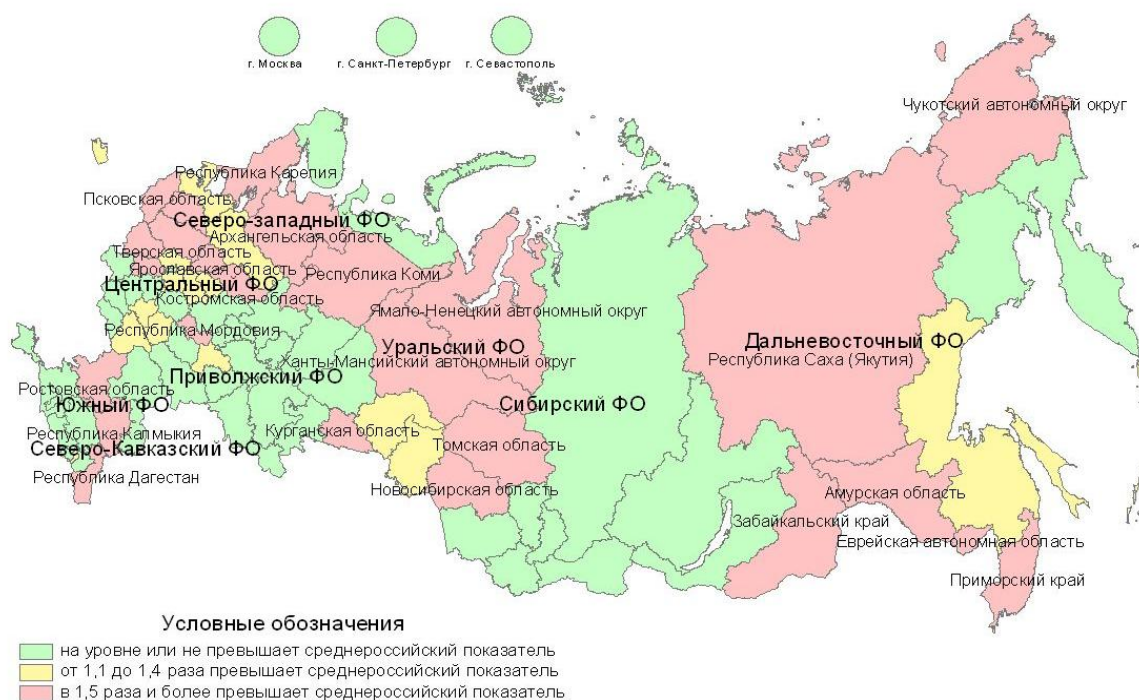 г. Москва
г. Санкт-Петербург
г. Севастополь
Чукотский автономный округ
Республика Карелия
Псковская область
Северо-западный ФО
Архангельская область
Тверская область
Ярославская область
Республика Коми
Центральный ФО
Костромская область
Ямало-Ненецкий автономный округ
Республика Мордовия
Уральский ФО
Дальневосточный ФО
Ханты-Мансийский автономный округ
Республика Саха (Якутия)
Приволжский ФО
Ростовская область
Южный ФО
Сибирский ФО
Республика Калмыкия
Курганская область
Томская область
Северо-Кавказский ФО
Республика Дагестан
Новосибирская область
Амурская область
Забайкальский край
Еврейская автономная область
Приморский край
Условные обозначения
на уровне или не превышает среднероссийский показатель
от 1,1 до 1,4 раза превышает среднероссийский показатель
в 1,5 раза и более превышает среднероссийский показатель